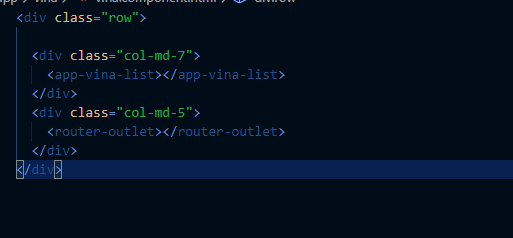 <div class="row">
<div class="col-md-7">
<app-vina-list></app-vina-list>
</div>
<div class="col-md-5">
<router-outlet></router-outlet>
</div>
</div>